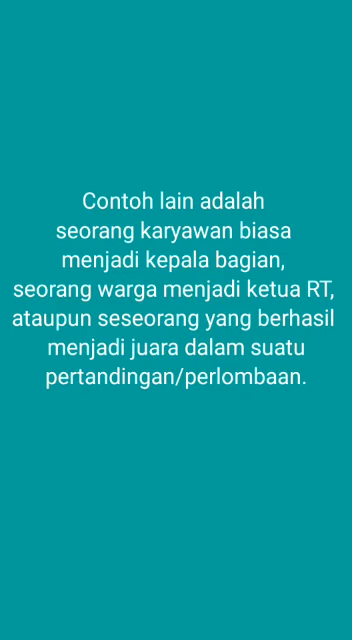 Contoh lain adalah
seorang karyawan biasa
menjadi kepala bagian,
seorang warga menjadi ketua RT,
ataupun seseorang yang berhasil
menjadi juara dalam suatu
pertandingan/perlombaan.